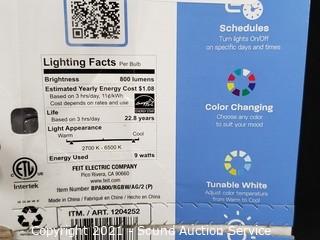 Schedules
Turn lights On/Off
on specific days and times
Lighting Facts Per Bulb
Brightness 800 lumens
Estimated Yearly Energy Cost $1.08
Based on 3 hrs/day, 11¢/kWh
Cost depends on rates and use
Life
Based on 3 hrs/day 22.8 years
Light Appearance
Warm Cool
2700 K - 6500 K
Energy Used 9 watts
FEIT ELECTRIC COMPANY
Pico Rivera, CA 90660
www.feit.com
Item Number BPA800/RGBW/AG/2 (P)
Made in China / Fabriqué en Chine / Hecho en China
ETL
Intertek
ITM. / ART. 1204252
Color Changing
Choose any color
to suit your mood
Tunable White
Adjust color temperature
from Warm to Cool
Copyright 2021 - AuctionOhio